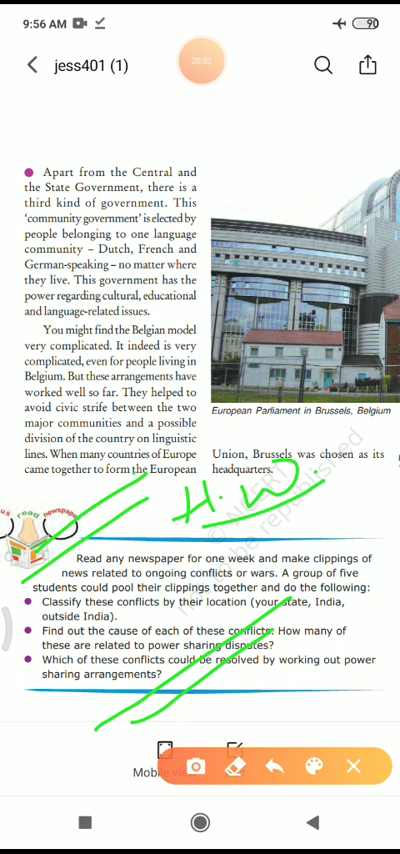 9:56 AM
90
jess401 (1)
20:02
Apart from the Central and
the State Government, there is a
third kind of government. This
‘community government’ is elected by
people belonging to one language
community – Dutch, French and
German-speaking – no matter where
they live. This government has the
power regarding cultural, educational
and language-related issues.
You might find the Belgian model
very complicated. It indeed is very
complicated, even for people living in
Belgium. But these arrangements have
worked well so far. They helped to
avoid civic strife between the two
major communities and a possible
division of the country on linguistic
lines. When many countries of Europe
came together to form the European
European Parliament in Brussels, Belgium
Union, Brussels was chosen as its
headquarters.
H.W.
us read newspape
Read any newspaper for one week and make clippings of
news related to ongoing conflicts or wars. A group of five
students could pool their clippings together and do the following:
Classify these conflicts by their location (your state, India,
outside India).
Find out the cause of each of these conflicts. How many of
these are related to power sharing disputes?
Which of these conflicts could be resolved by working out power
sharing arrangements?
Mobile